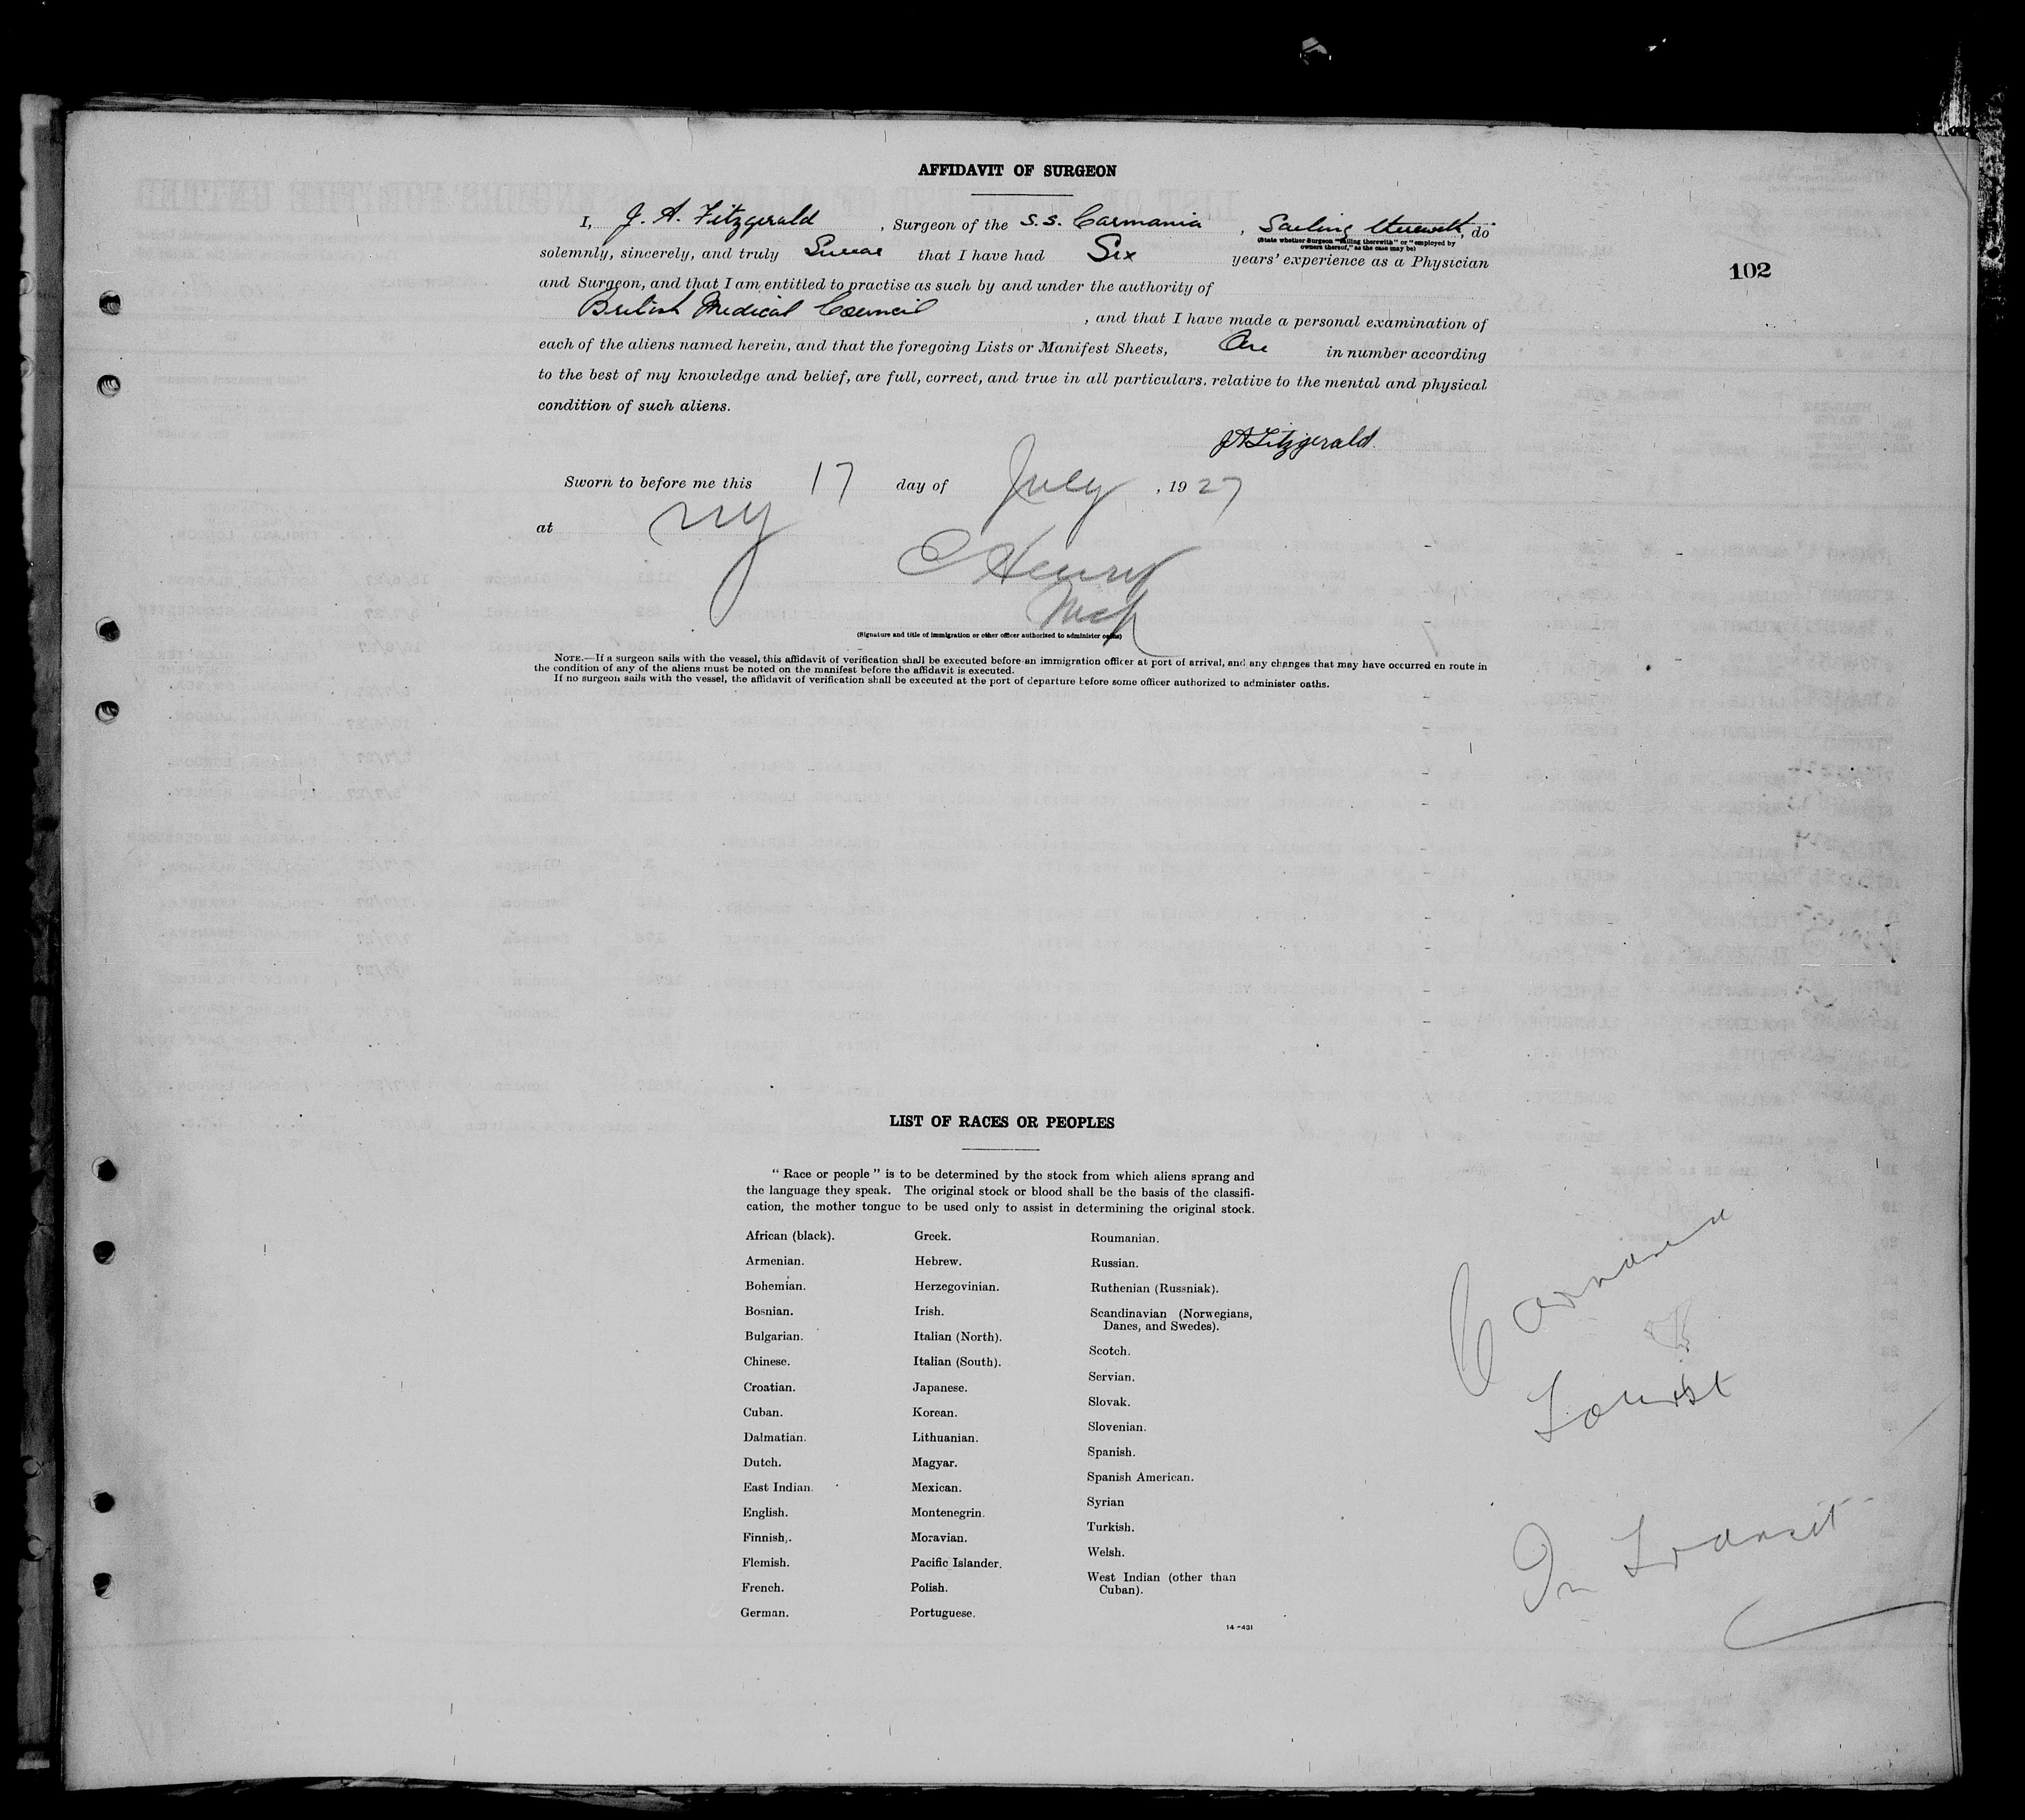 AFFIDAVIT OF SURGEON
I, J. A. Fitzgerald, Surgeon of the S.S. Carmania, Sailing therewith, do
(State whether Surgeon "sailing therewith" or "employed by
owners thereof," as the case may be)
solemnly, sincerely, and truly Swear that I have had Six years' experience as a Physician
and Surgeon, and that I am entitled to practise as such by and under the authority of
British Medical Council, and that I have made a personal examination of
each of the aliens named herein, and that the foregoing Lists or Manifest Sheets, One in number according
to the best of my knowledge and belief, are full, correct, and true in all particulars, relative to the mental and physical
condition of such aliens.
102
J A Fitzgerald.
Sworn to before me this 17 day of July, 1927
at NY
C Henry
(Signature and title of immigration or other officer authorized to administer oaths)
NOTE.—If a surgeon sails with the vessel, this affidavit of verification shall be executed before an immigration officer at port of arrival, and any changes that may have occurred en route in
the condition of any of the aliens must be noted on the manifest before the affidavit is executed.
If no surgeon sails with the vessel, the affidavit of verification shall be executed at the port of departure before some officer authorized to administer oaths.
LIST OF RACES OR PEOPLES
"Race or people" is to be determined by the stock from which aliens sprang and
the language they speak. The original stock or blood shall be the basis of the classifi-
cation, the mother tongue to be used only to assist in determining the original stock.
African (black).
Armenian.
Bohemian.
Bosnian.
Bulgarian.
Chinese.
Croatian.
Cuban.
Dalmatian.
Dutch.
East Indian.
English.
Finnish.
Flemish.
French.
German.
Greek.
Hebrew.
Herzegovinian.
Irish.
Italian (North).
Italian (South).
Japanese.
Korean.
Lithuanian.
Magyar.
Mexican.
Montenegrin.
Moravian.
Pacific Islander.
Polish.
Portuguese.
Roumanian.
Russian.
Ruthenian (Russniak).
Scandinavian (Norwegians,
Danes, and Swedes).
Scotch.
Servian.
Slovak.
Slovenian.
Spanish.
Spanish American.
Syrian
Turkish.
Welsh.
West Indian (other than
Cuban).
14-431
Carmania
Tourist
In Transit